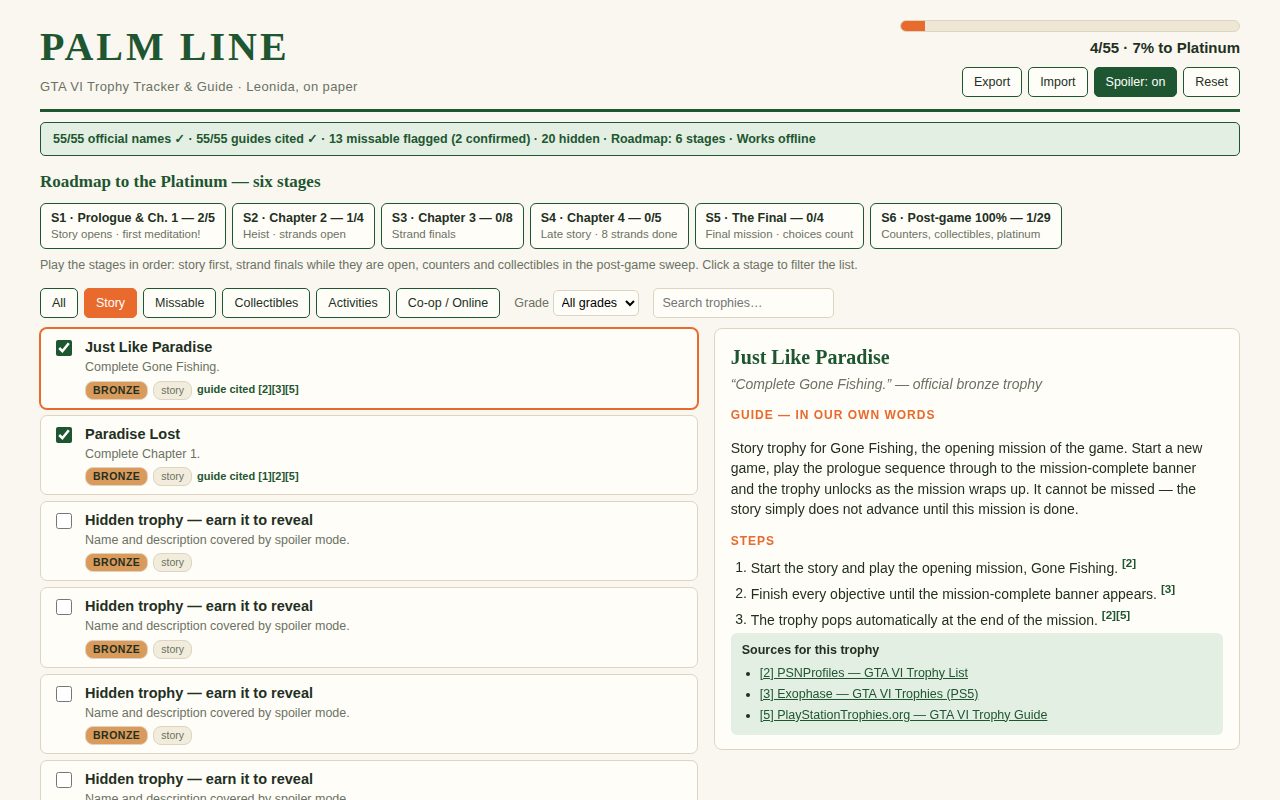 PALM LINE
GTA VI Trophy Tracker & Guide · Leonida, on paper
4/55 · 7% to Platinum
Export Import Spoiler: on Reset
55/55 official names ✓ · 55/55 guides cited ✓ · 13 missable flagged (2 confirmed) · 20 hidden · Roadmap: 6 stages · Works offline
Roadmap to the Platinum — six stages
S1 · Prologue & Ch. 1 — 2/5
Story opens · first meditation!
S2 · Chapter 2 — 1/4
Heist · strands open
S3 · Chapter 3 — 0/8
Strand finals
S4 · Chapter 4 — 0/5
Late story · 8 strands done
S5 · The Final — 0/4
Final mission · choices count
S6 · Post-game 100% — 1/29
Counters, collectibles, platinum
Play the stages in order: story first, strand finals while they are open, counters and collectibles in the post-game sweep. Click a stage to filter the list.
All Story Missable Collectibles Activities Co-op / Online Grade All grades Search trophies…
Just Like Paradise
Complete Gone Fishing.
BRONZE story guide cited [2][3][5]
Paradise Lost
Complete Chapter 1.
BRONZE story guide cited [1][2][5]
Hidden trophy — earn it to reveal
Name and description covered by spoiler mode.
BRONZE story
Hidden trophy — earn it to reveal
Name and description covered by spoiler mode.
BRONZE story
Hidden trophy — earn it to reveal
Name and description covered by spoiler mode.
BRONZE story
Hidden trophy — earn it to reveal
Name and description covered by spoiler mode.
Just Like Paradise
“Complete Gone Fishing.” — official bronze trophy
GUIDE — IN OUR OWN WORDS
Story trophy for Gone Fishing, the opening mission of the game. Start a new
game, play the prologue sequence through to the mission-complete banner
and the trophy unlocks as the mission wraps up. It cannot be missed — the
story simply does not advance until this mission is done.
STEPS
1. Start the story and play the opening mission, Gone Fishing. [2]
2. Finish every objective until the mission-complete banner appears. [3]
3. The trophy pops automatically at the end of the mission. [2][5]
Sources for this trophy
• [2] PSNProfiles — GTA VI Trophy List
• [3] Exophase — GTA VI Trophies (PS5)
• [5] PlayStationTrophies.org — GTA VI Trophy Guide